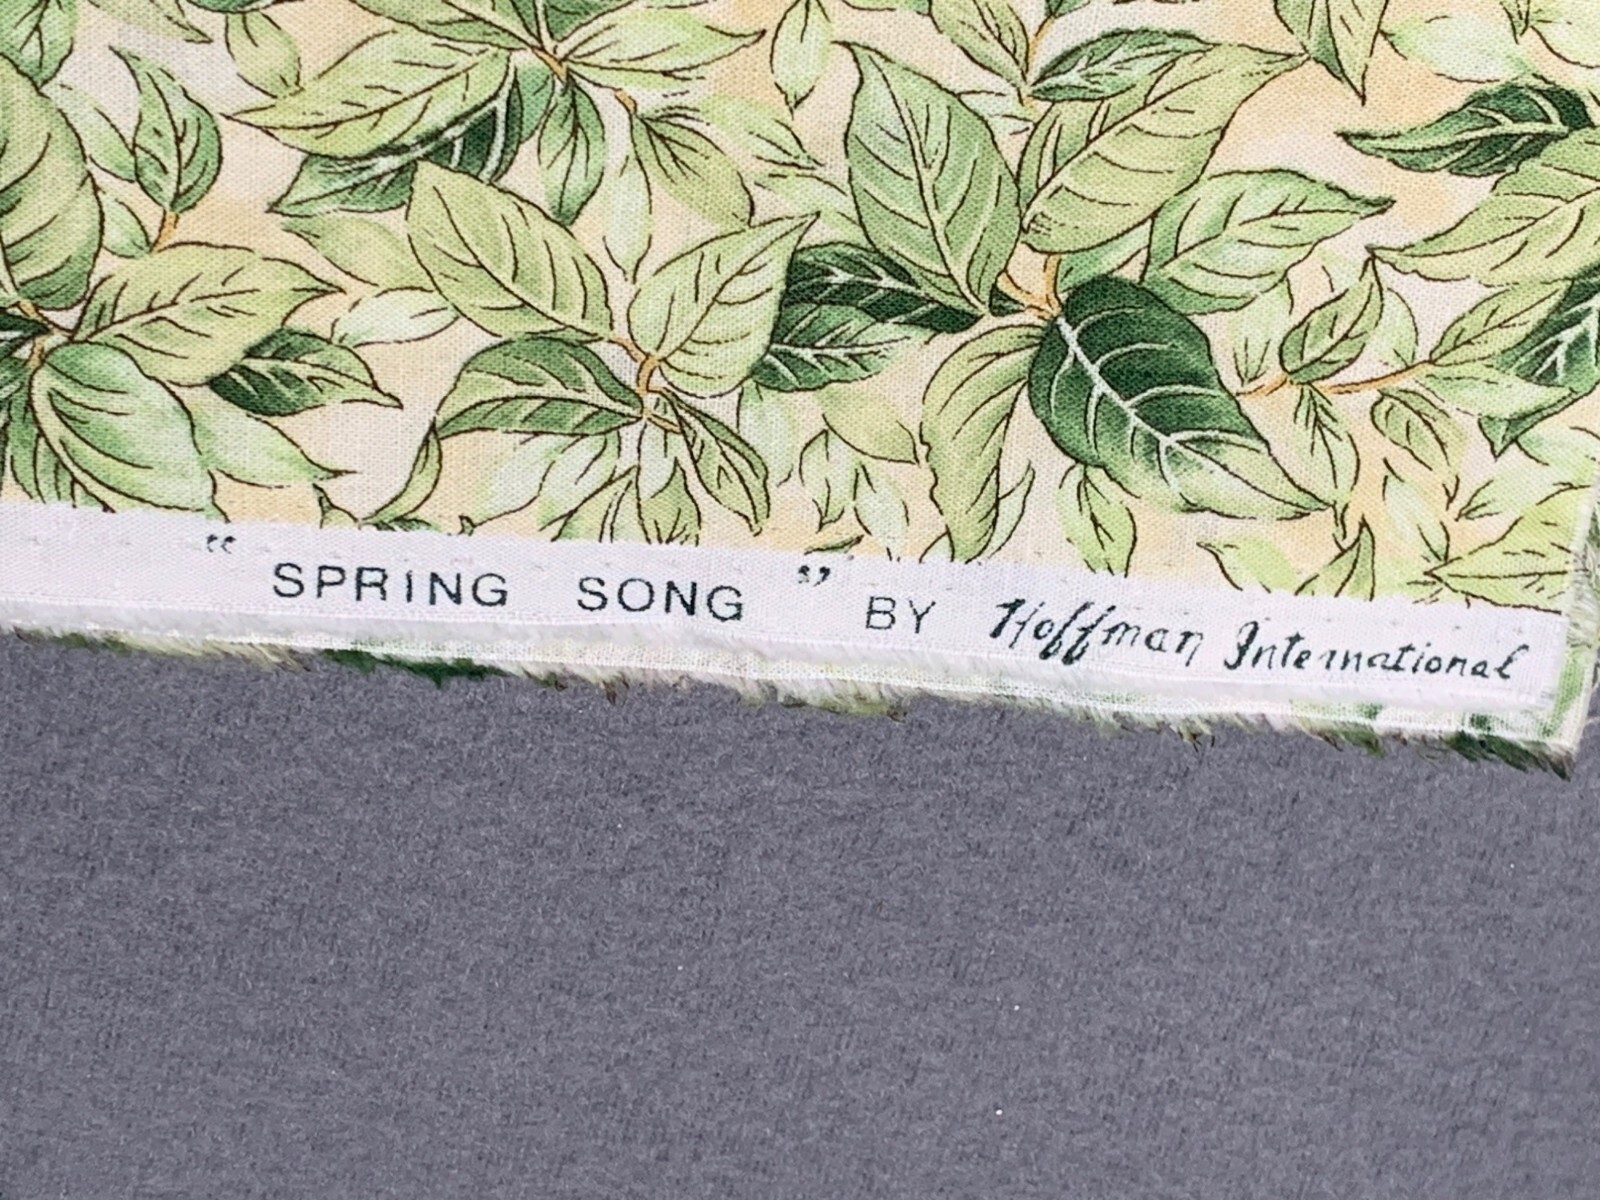 “ SPRING SONG ” BY Hoffman International